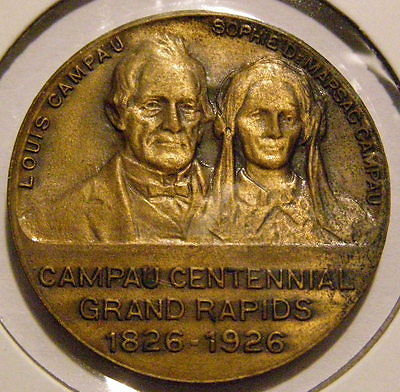 LOUIS CAMPAU
SOPHIE DE MARSAC CAMPAU
CAMPAU CENTENNIAL
GRAND RAPIDS
1826-1926